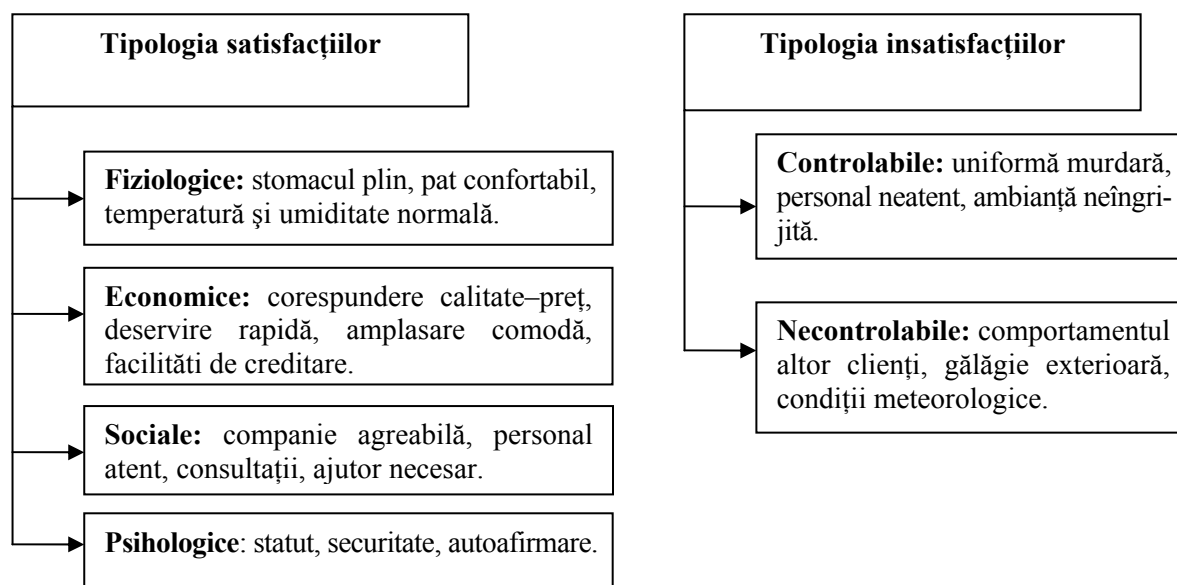 Tipologia satisfacțiilor
Fiziologice: stomacul plin, pat confortabil,
temperatură şi umiditate normală.
Economice: corespundere calitate–preț,
deservire rapidă, amplasare comodă,
facilități de creditare.
Sociale: companie agreabilă, personal
atent, consultații, ajutor necesar.
Psihologice: statut, securitate, autoafirmare.
Tipologia insatisfacțiilor
Controlabile: uniformă murdară,
personal neatent, ambianță neîngri-
jită.
Necontrolabile: comportamentul
altor clienți, gălăgie exterioară,
condiții meteorologice.